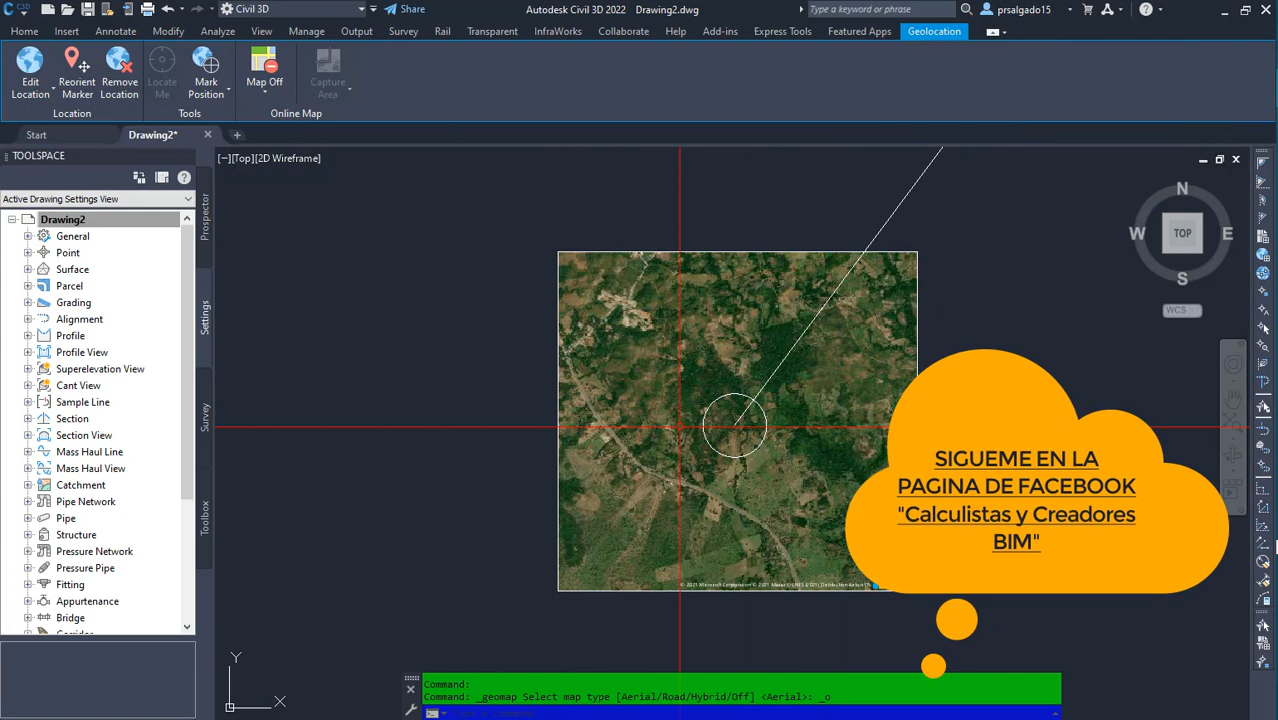 C3D
Civil 3D
Share
Autodesk Civil 3D 2022 Drawing2.dwg
Type a keyword or phrase
prsalgado15
Home Insert Annotate Modify Analyze View Manage Output Survey Rail Transparent InfraWorks Collaborate Help Add-ins Express Tools Featured Apps Geolocation
Edit
Location
Reorient
Marker
Remove
Location
Locate
Me
Mark
Position
Map Off
Capture
Area
Location
Tools
Online Map
Start
Drawing2*
TOOLSPACE
[−][Top][2D Wireframe]
Active Drawing Settings View
Prospector
Settings
Survey
Toolbox
Drawing2
General
Point
Surface
Parcel
Grading
Alignment
Profile
Profile View
Superelevation View
Cant View
Sample Line
Section
Section View
Mass Haul Line
Mass Haul View
Catchment
Pipe Network
Pipe
Structure
Pressure Network
Pressure Pipe
Fitting
Appurtenance
Bridge
Corridor
N
W
TOP
E
S
WCS
SIGUEME EN LA
PAGINA DE FACEBOOK
"Calculistas y Creadores
BIM"
Y
X
Command:
Command: _geomap Select map type [Aerial/Road/Hybrid/Off] <Aerial>: _o